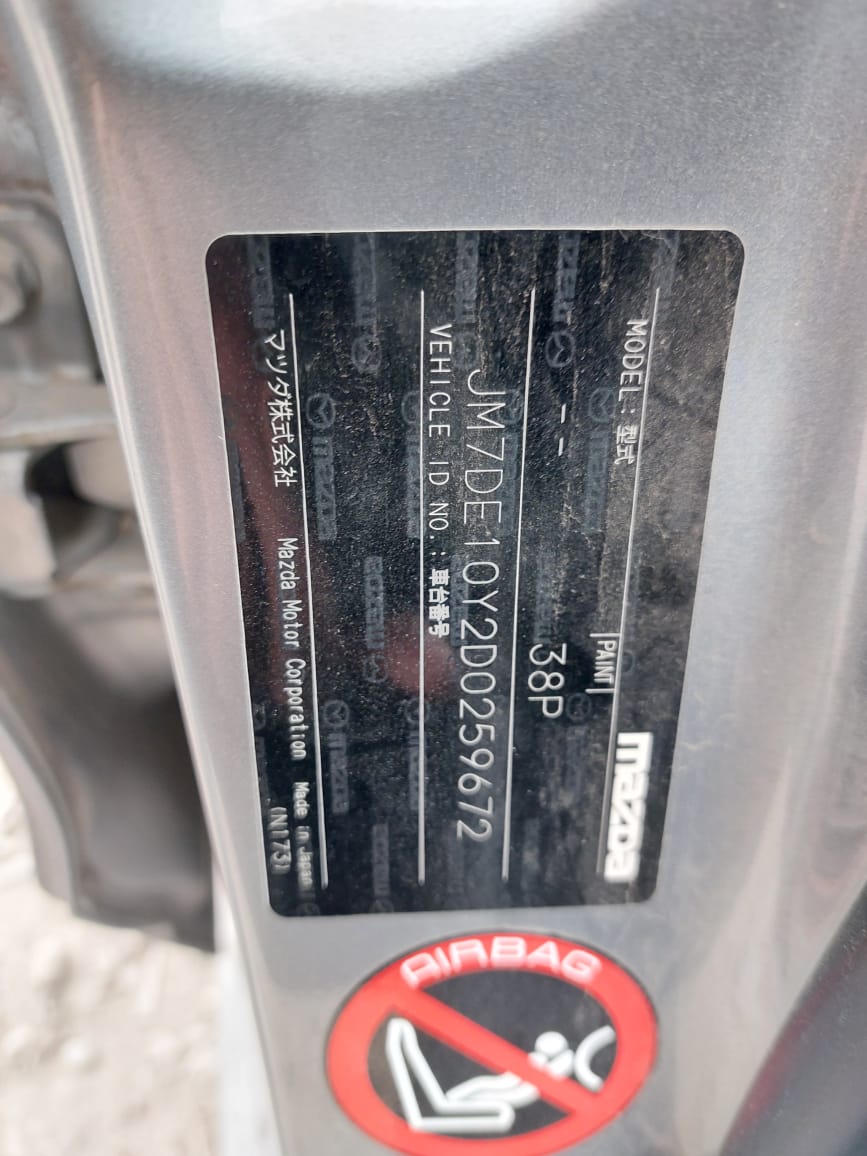 mazda
MODEL: 型式
PAINT
-- 38P
JM7DE10Y2D0259672
VEHICLE ID NO.: 車台番号
マツダ株式会社 Mazda Motor Corporation Made in Japan
(N173)
AIRBAG